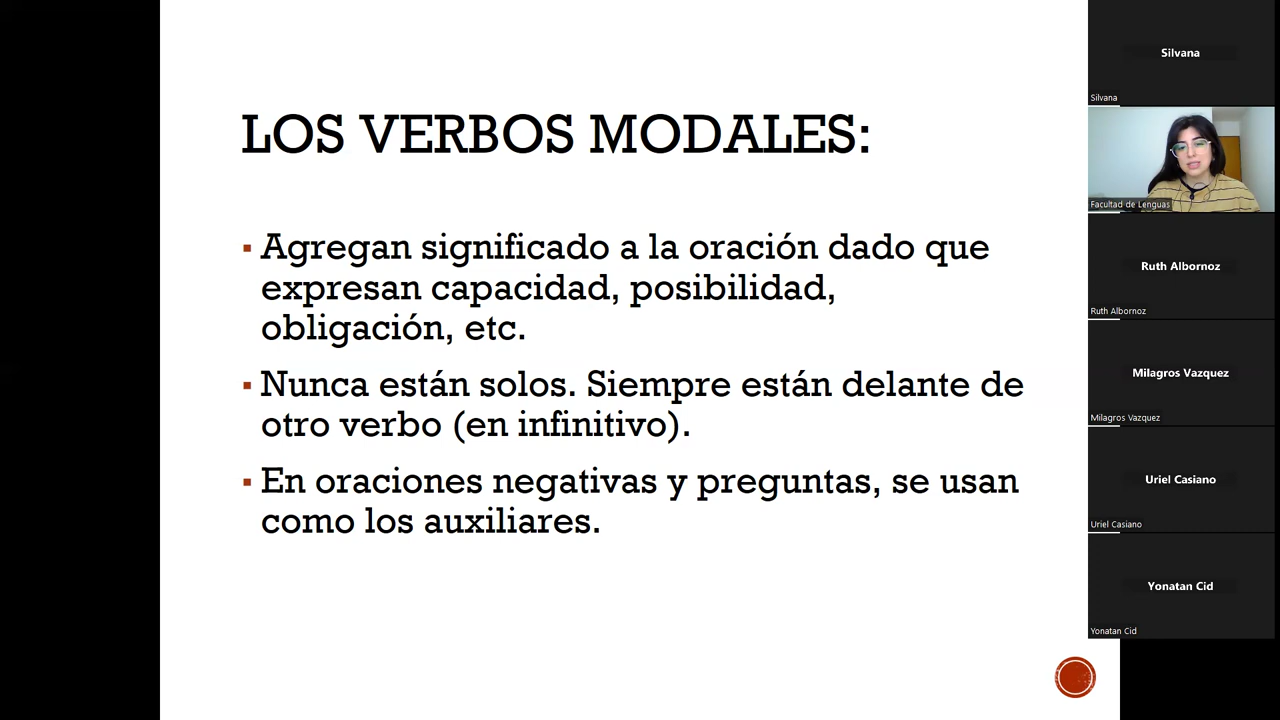 LOS VERBOS MODALES:
▪ Agregan significado a la oración dado que
expresan capacidad, posibilidad,
obligación, etc.
▪ Nunca están solos. Siempre están delante de
otro verbo (en infinitivo).
▪ En oraciones negativas y preguntas, se usan
como los auxiliares.
Silvana
Silvana
Facultad de Lenguas
Ruth Albornoz
Ruth Albornoz
Milagros Vazquez
Milagros Vazquez
Uriel Casiano
Uriel Casiano
Yonatan Cid
Yonatan Cid